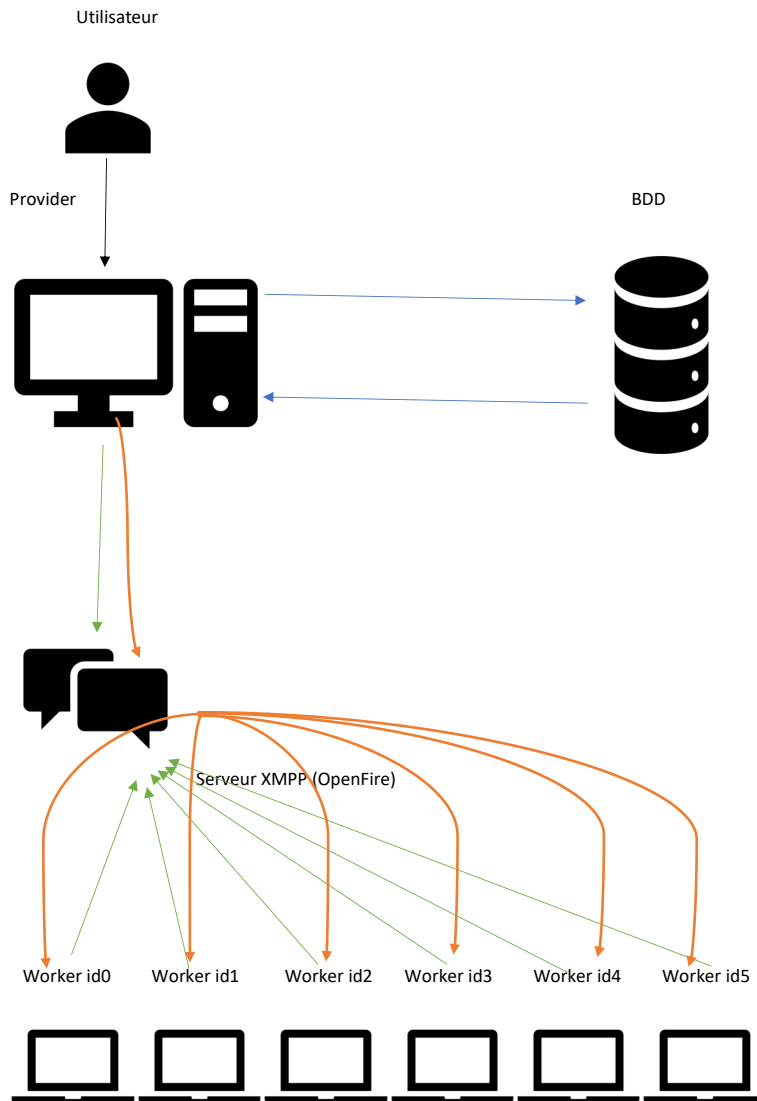 Utilisateur
Provider
BDD
Serveur XMPP (OpenFire)
Worker id0
Worker id1
Worker id2
Worker id3
Worker id4
Worker id5